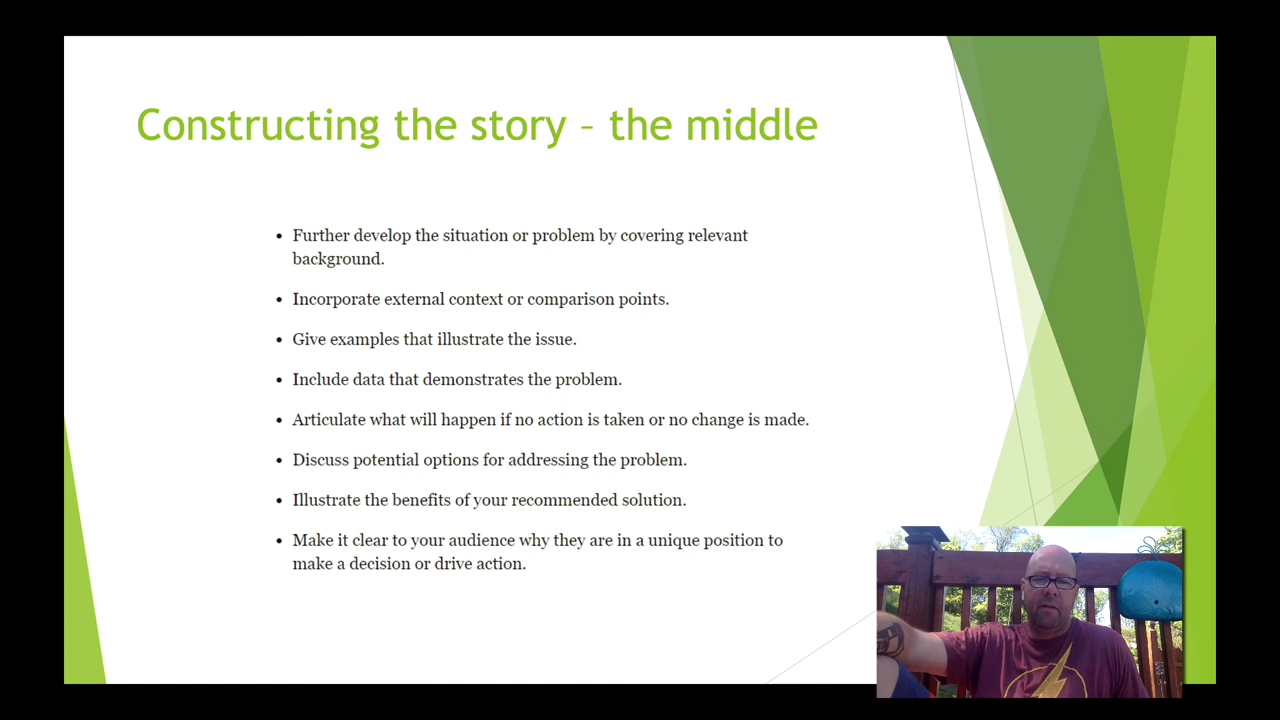 Constructing the story – the middle
• Further develop the situation or problem by covering relevant
background.
• Incorporate external context or comparison points.
• Give examples that illustrate the issue.
• Include data that demonstrates the problem.
• Articulate what will happen if no action is taken or no change is made.
• Discuss potential options for addressing the problem.
• Illustrate the benefits of your recommended solution.
• Make it clear to your audience why they are in a unique position to
make a decision or drive action.